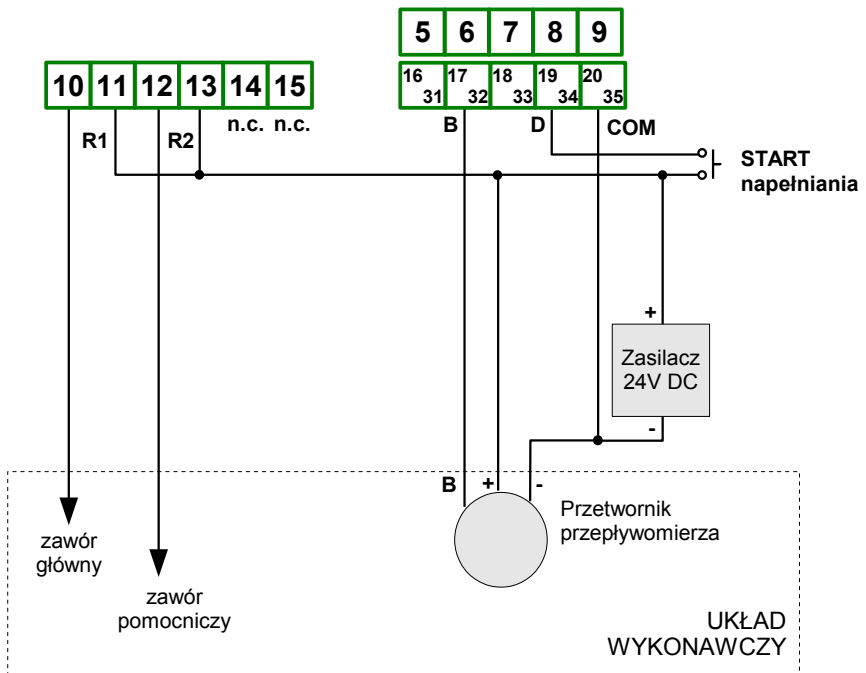 5 6 7 8 9
10 11 12 13 14 15
16 17 18 19 20
31 32 33 34 35
n.c. n.c.
R1 R2
B D COM
START
napełniania
+
Zasilacz
24V DC
-
B + -
Przetwornik
przepływomierza
zawór
główny
zawór
pomocniczy
UKŁAD
WYKONAWCZY